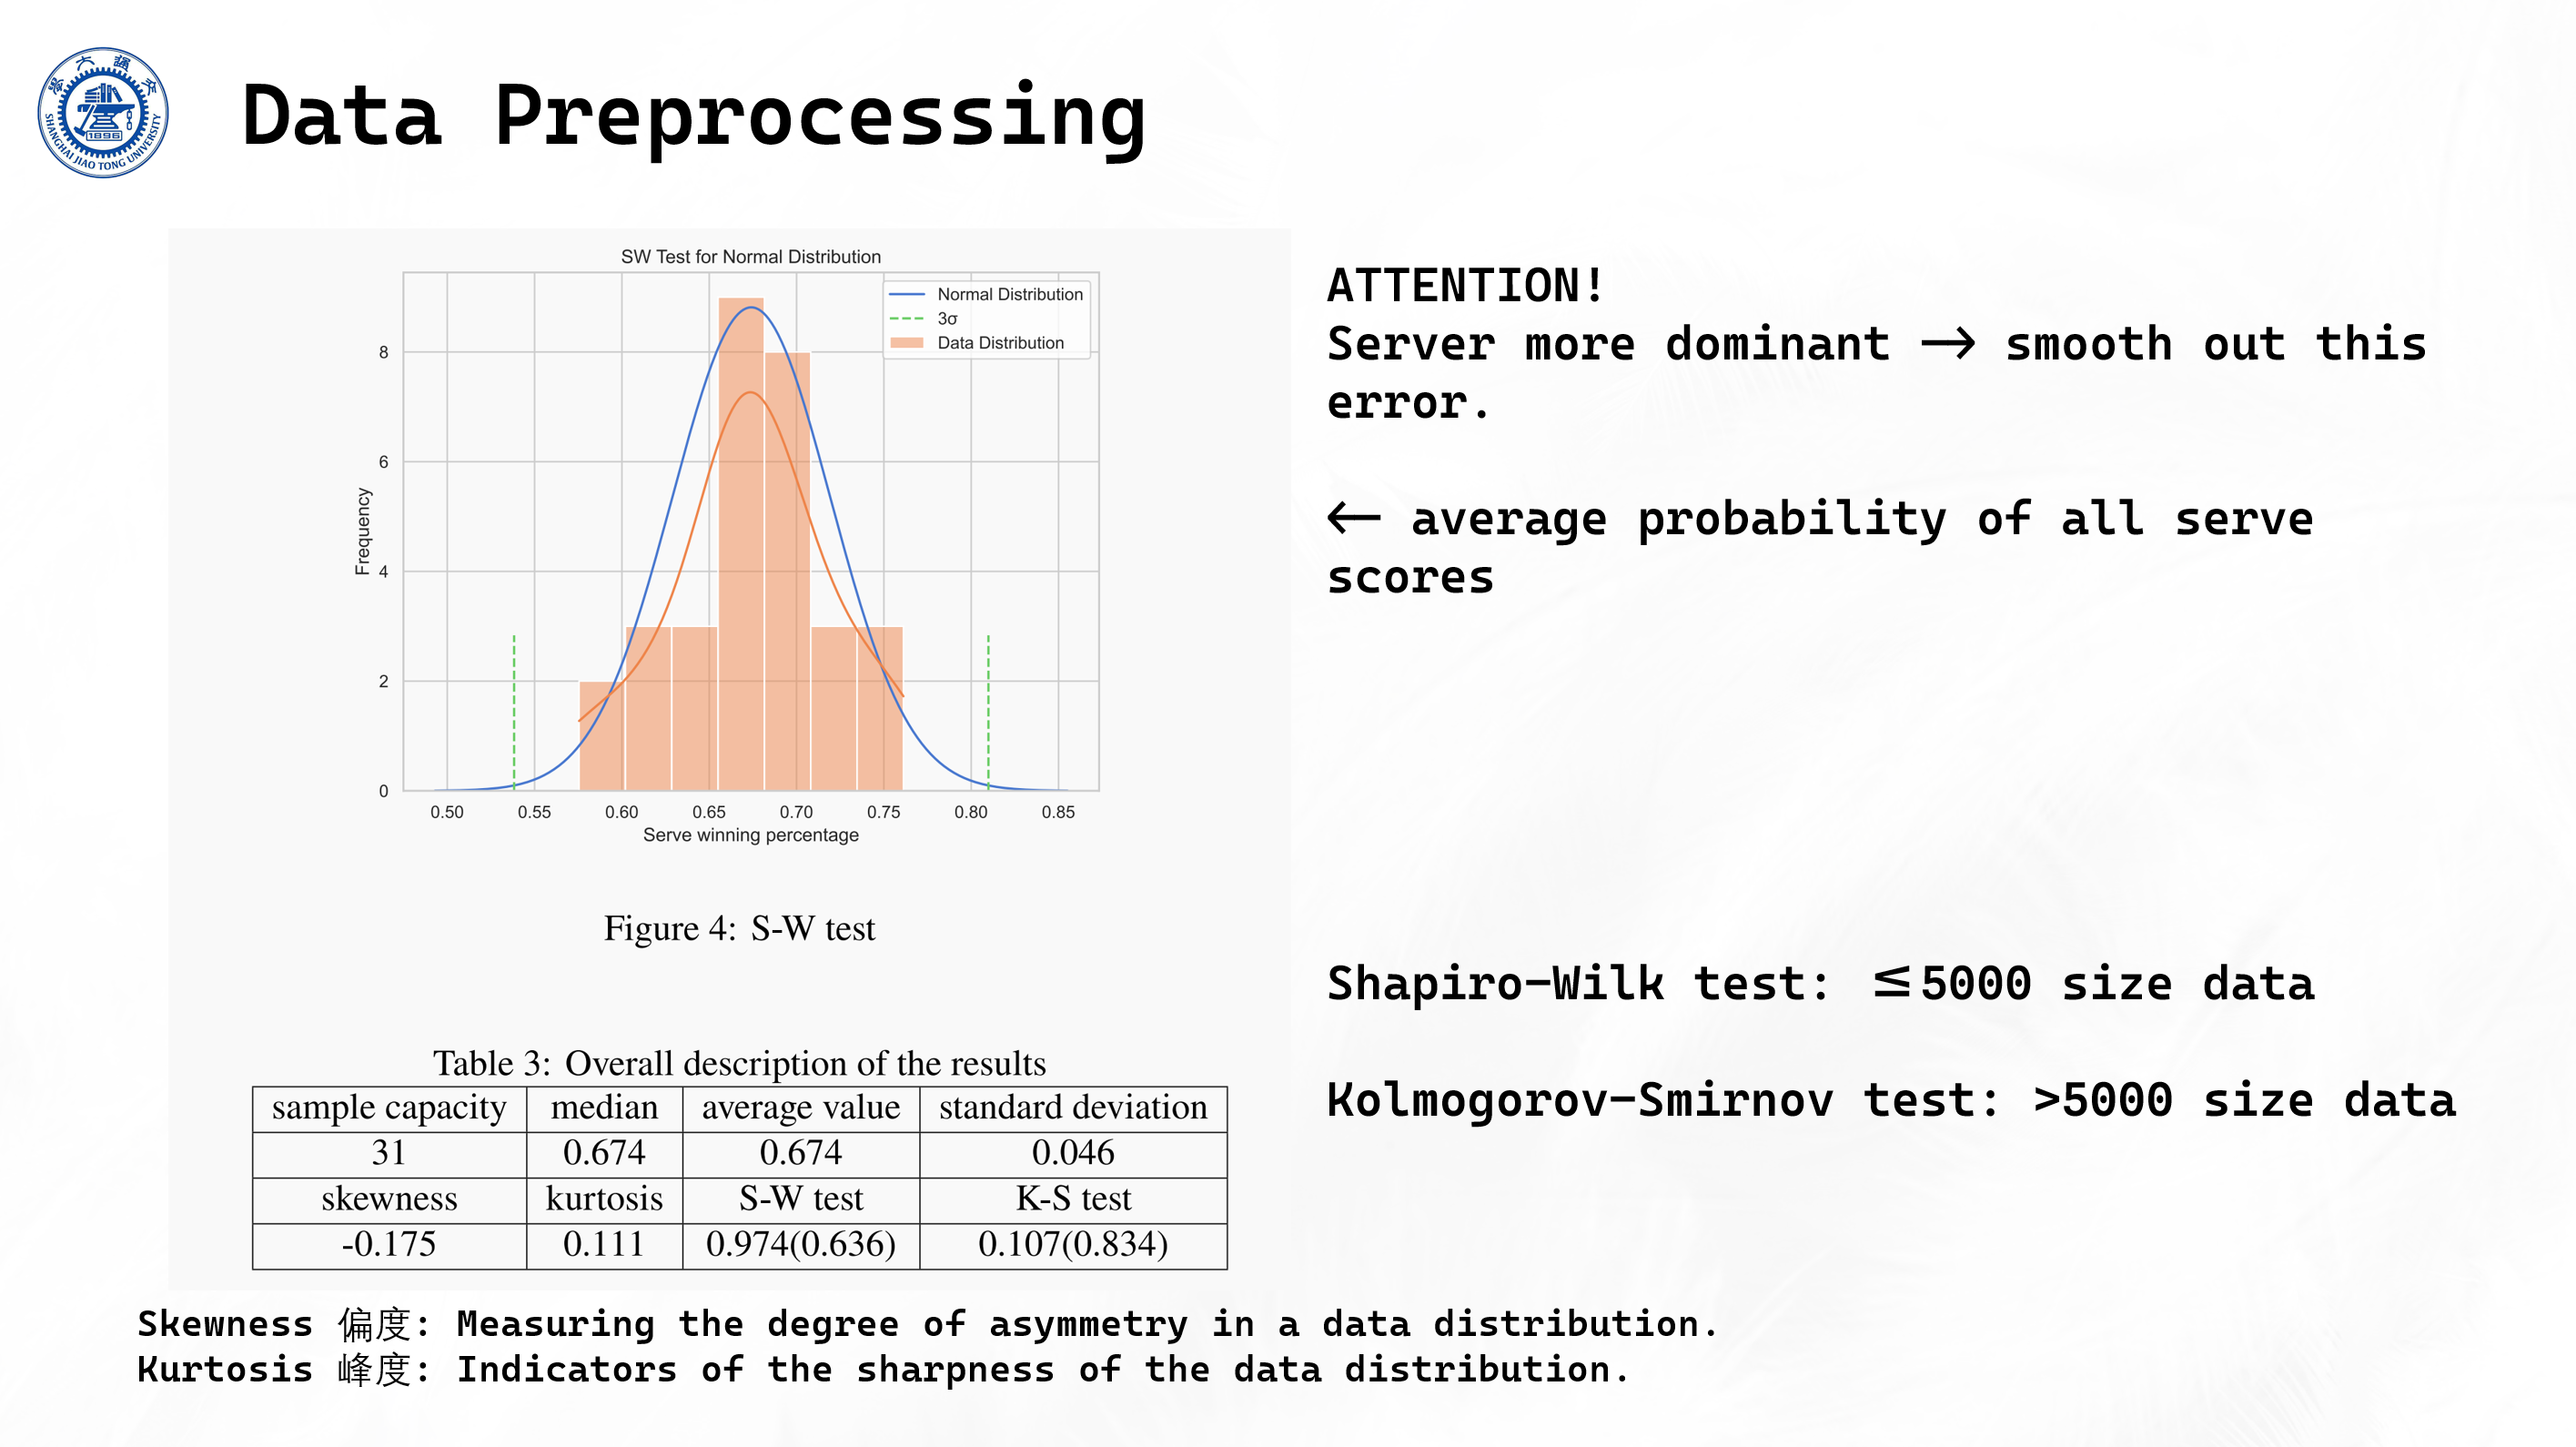 SHANGHAI JIAO TONG UNIVERSITY
1896
Data Preprocessing
SW Test for Normal Distribution
Normal Distribution
3σ
Data Distribution
Frequency
8
6
4
2
0
0.50 0.55 0.60 0.65 0.70 0.75 0.80 0.85
Serve winning percentage
Figure 4: S-W test
Table 3: Overall description of the results
sample capacity median average value standard deviation
31 0.674 0.674 0.046
skewness kurtosis S-W test K-S test
-0.175 0.111 0.974(0.636) 0.107(0.834)
ATTENTION!
Server more dominant → smooth out this
error.
← average probability of all serve
scores
Shapiro-Wilk test: ≤5000 size data
Kolmogorov-Smirnov test: >5000 size data
Skewness 偏度: Measuring the degree of asymmetry in a data distribution.
Kurtosis 峰度: Indicators of the sharpness of the data distribution.